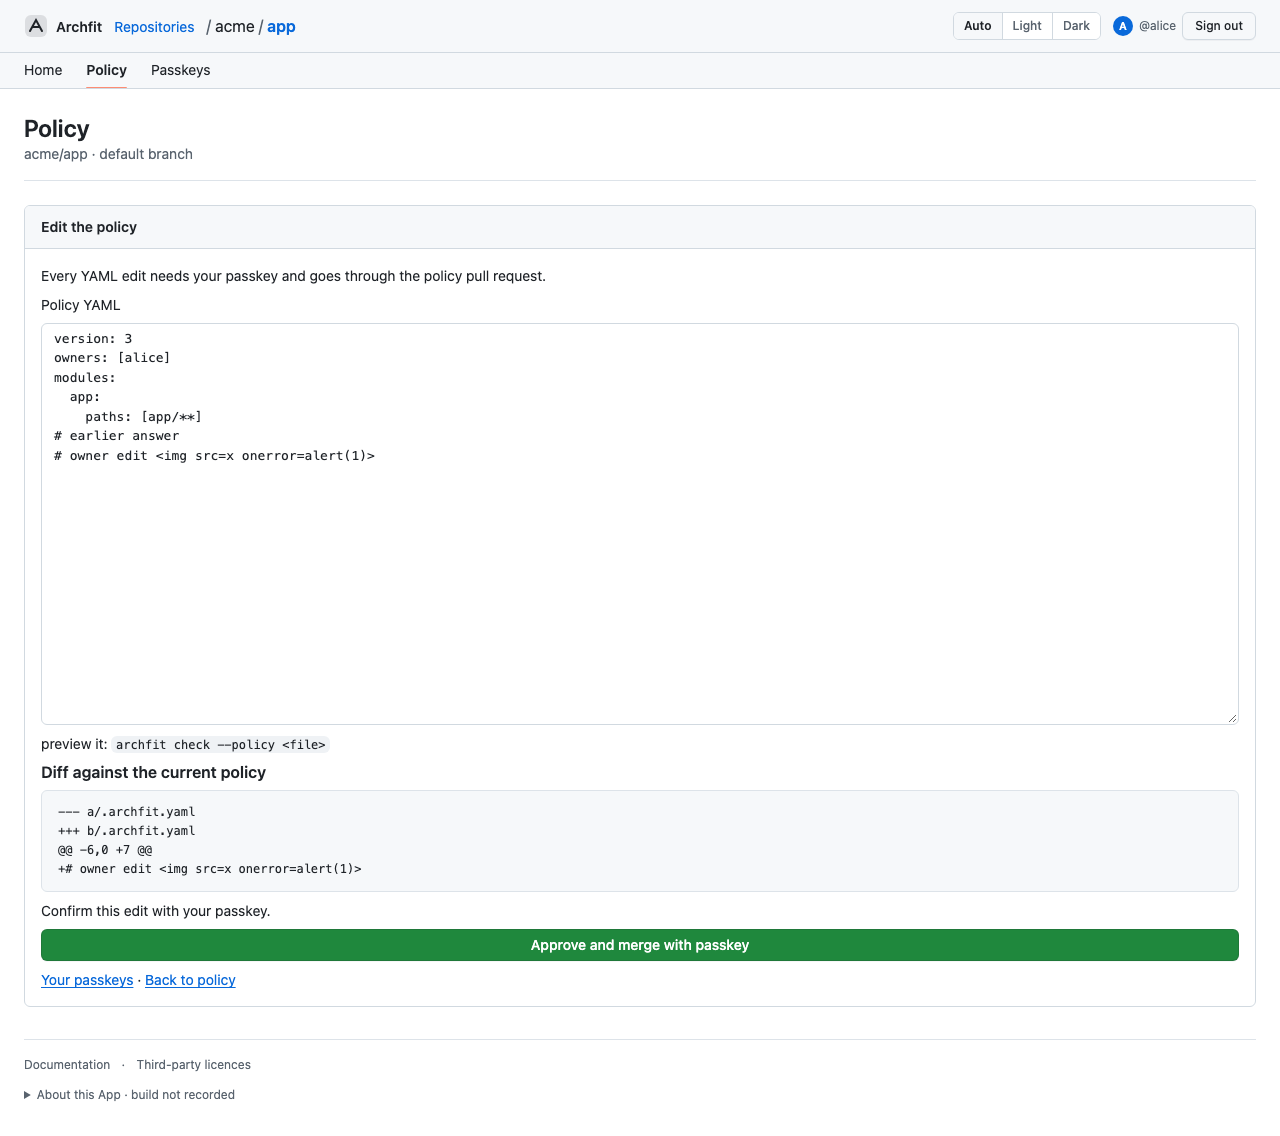 Archfit Repositories / acme / app
Auto Light Dark A @alice Sign out
Home Policy Passkeys
Policy
acme/app · default branch
Edit the policy
Every YAML edit needs your passkey and goes through the policy pull request.
Policy YAML
version: 3
owners: [alice]
modules:
  app:
    paths: [app/**]
# earlier answer
# owner edit <img src=x onerror=alert(1)>
preview it: archfit check --policy <file>
Diff against the current policy
--- a/.archfit.yaml
+++ b/.archfit.yaml
@@ -6,0 +7 @@
+# owner edit <img src=x onerror=alert(1)>
Confirm this edit with your passkey.
Approve and merge with passkey
Your passkeys · Back to policy
Documentation · Third-party licences
About this App · build not recorded